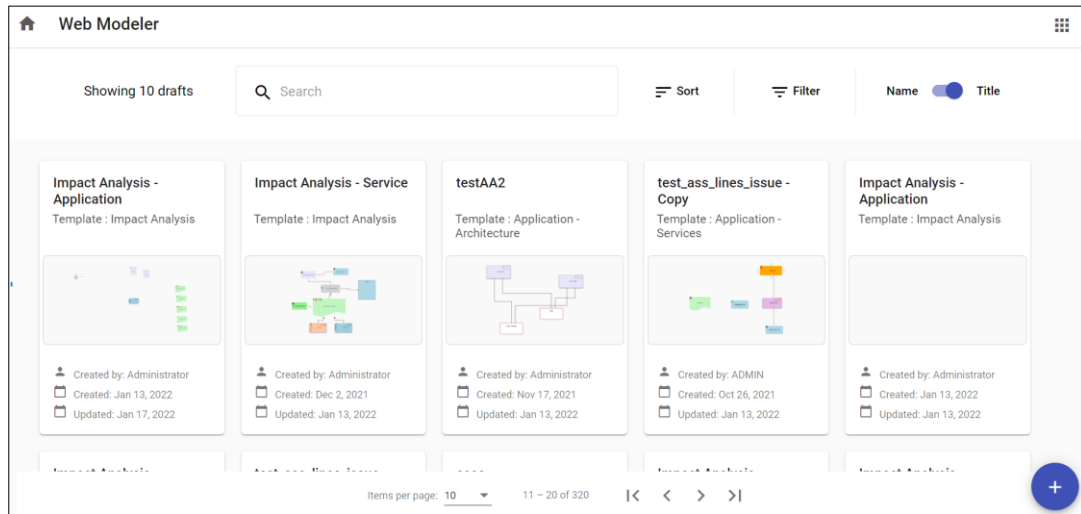 Web Modeler
Showing 10 drafts
Search
Sort
Filter
Name
Title
Impact Analysis -
Application
Template : Impact Analysis
Created by: Administrator
Created: Jan 13, 2022
Updated: Jan 17, 2022
Impact Analysis - Service
Template : Impact Analysis
Created by: Administrator
Created: Dec 2, 2021
Updated: Jan 13, 2022
testAA2
Template : Application -
Architecture
Created by: Administrator
Created: Nov 17, 2021
Updated: Jan 13, 2022
test_ass_lines_issue -
Copy
Template : Application -
Services
Created by: ADMIN
Created: Oct 26, 2021
Updated: Jan 13, 2022
Impact Analysis -
Application
Template : Impact Analysis
Created by: Administrator
Created: Jan 13, 2022
Updated: Jan 13, 2022
Items per page: 10
11 – 20 of 320